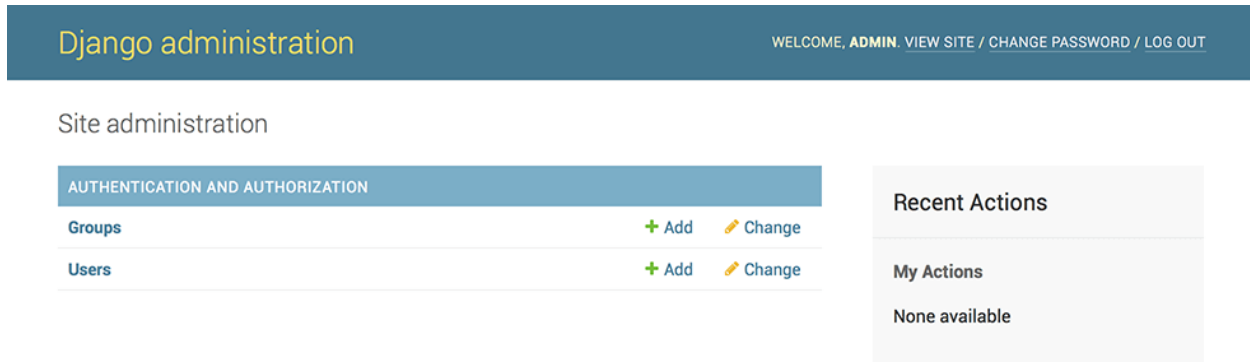 Django administration
WELCOME, ADMIN. VIEW SITE / CHANGE PASSWORD / LOG OUT
Site administration
AUTHENTICATION AND AUTHORIZATION
Groups + Add Change
Users + Add Change
Recent Actions
My Actions
None available